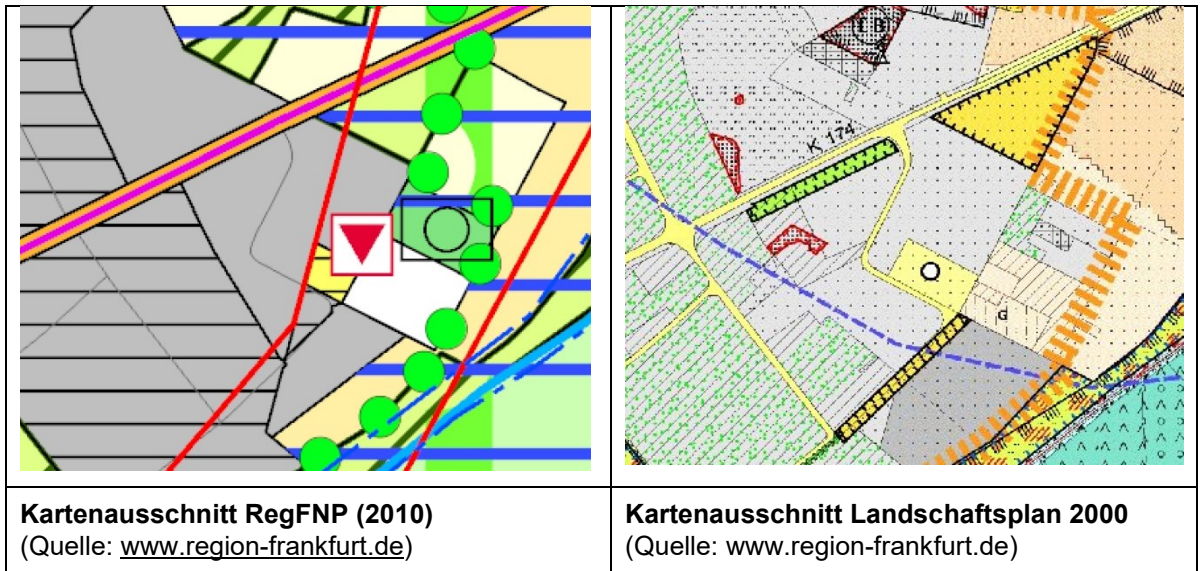 L B
K 174
G
Kartenausschnitt RegFNP (2010)
(Quelle: www.region-frankfurt.de)
Kartenausschnitt Landschaftsplan 2000
(Quelle: www.region-frankfurt.de)